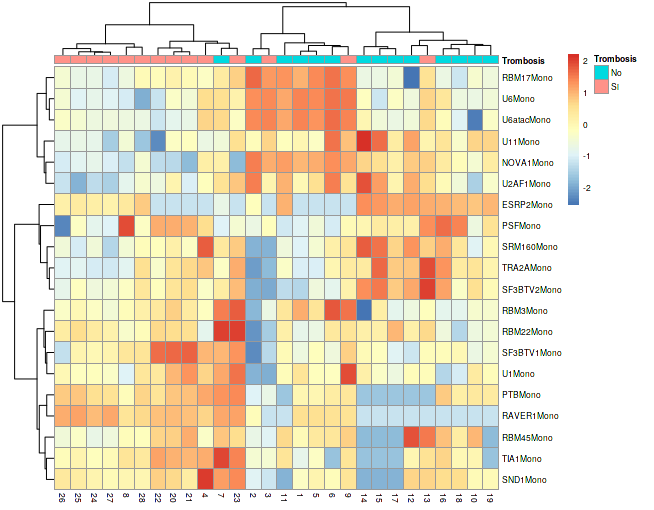 Trombosis
RBM17Mono
U6Mono
U6atacMono
U11Mono
NOVA1Mono
U2AF1Mono
ESRP2Mono
PSFMono
SRM160Mono
TRA2AMono
SF3BTV2Mono
RBM3Mono
RBM22Mono
SF3BTV1Mono
U1Mono
PTBMono
RAVER1Mono
RBM45Mono
TIA1Mono
SND1Mono
26 25 24 27 8 28 22 20 21 4 7 23 2 3 11 1 5 6 9 14 15 17 12 13 16 18 10 19
2
1
0
-1
-2
Trombosis
No
SI